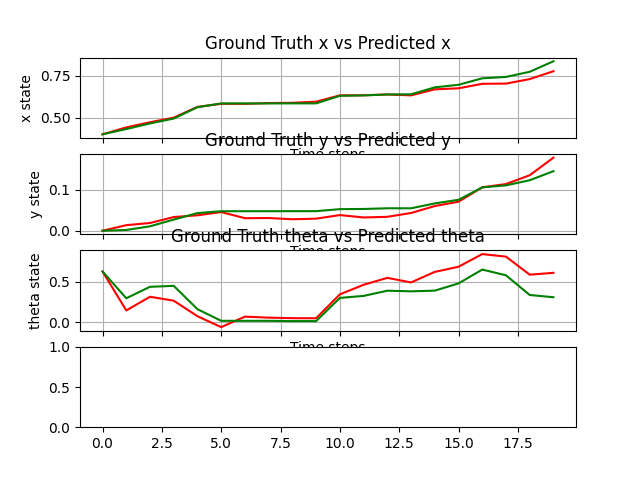 Ground Truth x vs Predicted x
0.75
0.50
x state
Time steps
Ground Truth y vs Predicted y
0.1
0.0
y state
Time steps
Ground Truth theta vs Predicted theta
0.5
0.0
theta state
Time steps
1.0
0.5
0.0
0.0 2.5 5.0 7.5 10.0 12.5 15.0 17.5